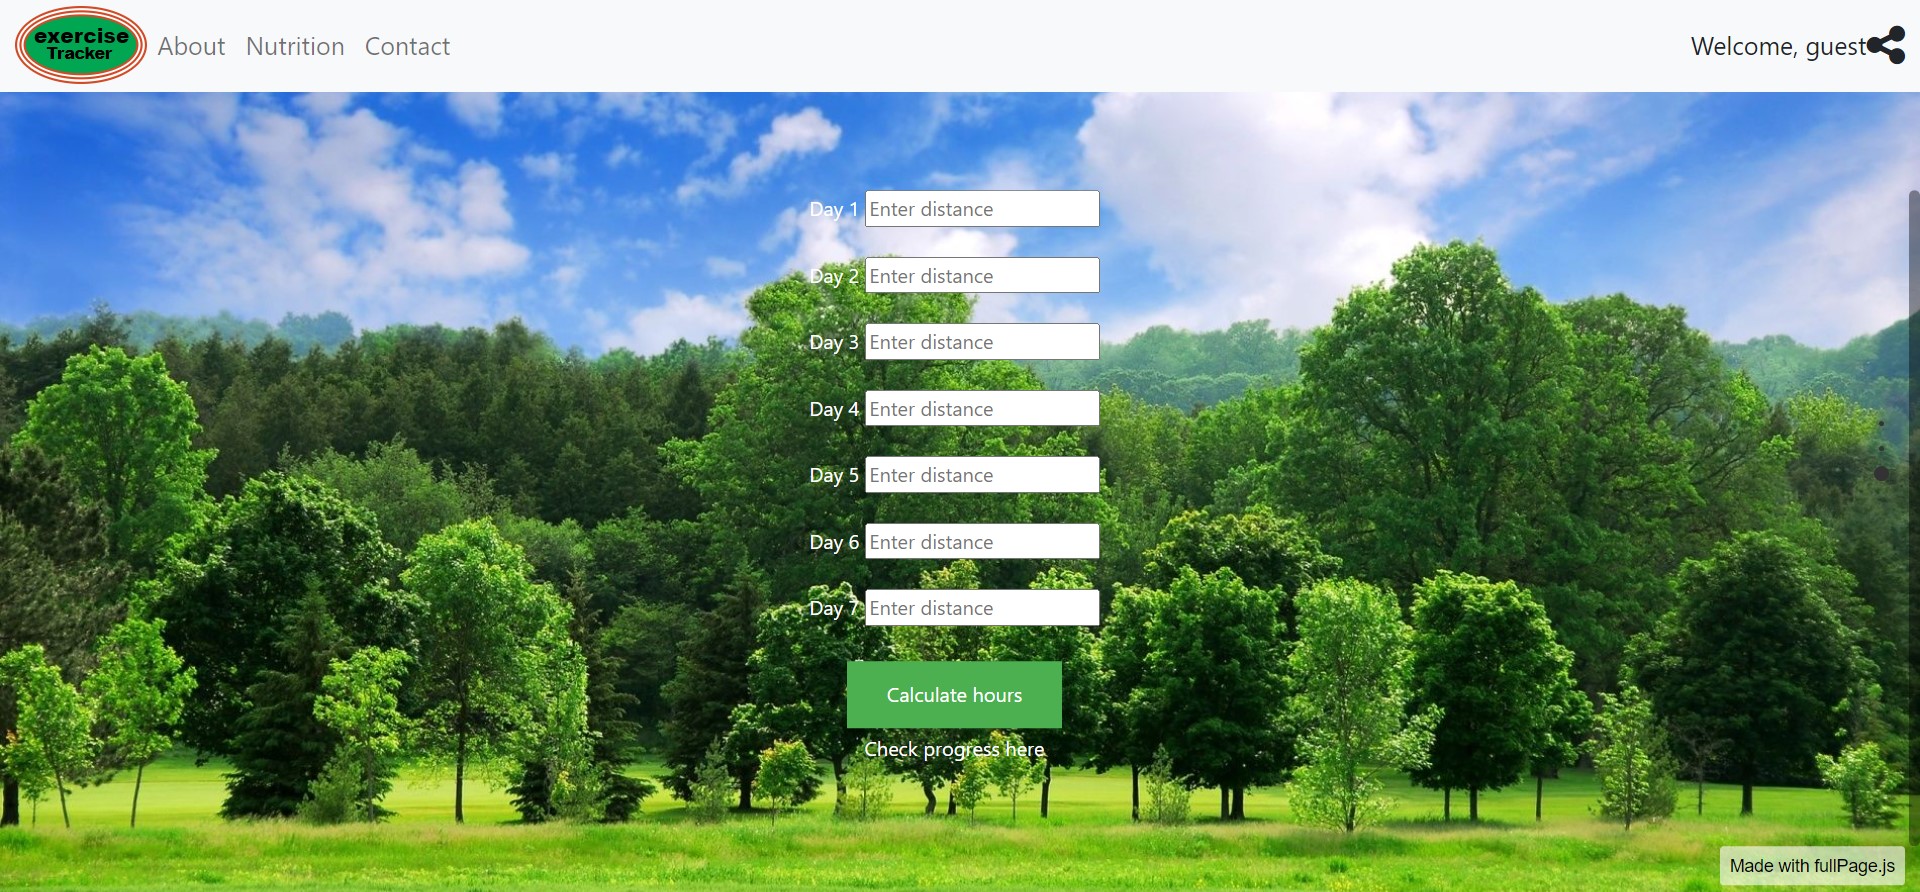 exercise
Tracker
About
Nutrition
Contact
Welcome, guest
Day 1 Enter distance
Day 2 Enter distance
Day 3 Enter distance
Day 4 Enter distance
Day 5 Enter distance
Day 6 Enter distance
Day 7 Enter distance
Calculate hours
Check progress here
Made with fullPage.js